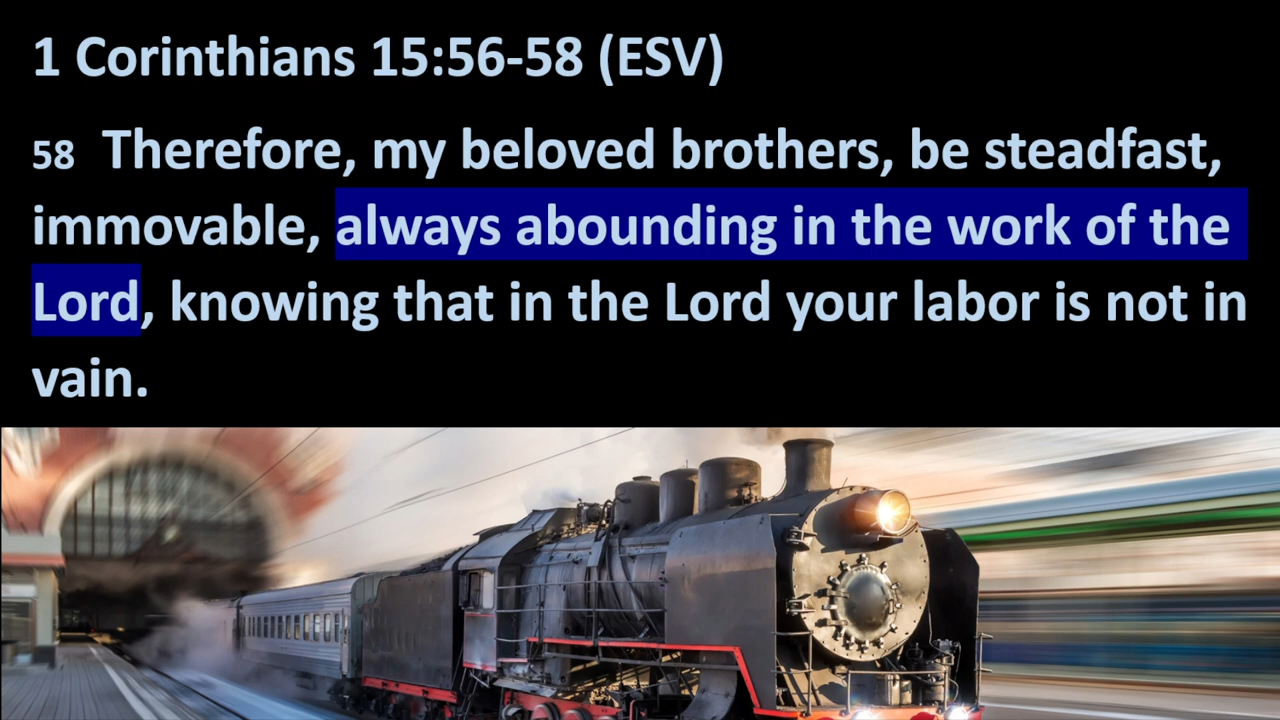 1 Corinthians 15:56-58 (ESV)
58 Therefore, my beloved brothers, be steadfast,
immovable, always abounding in the work of the
Lord, knowing that in the Lord your labor is not in
vain.